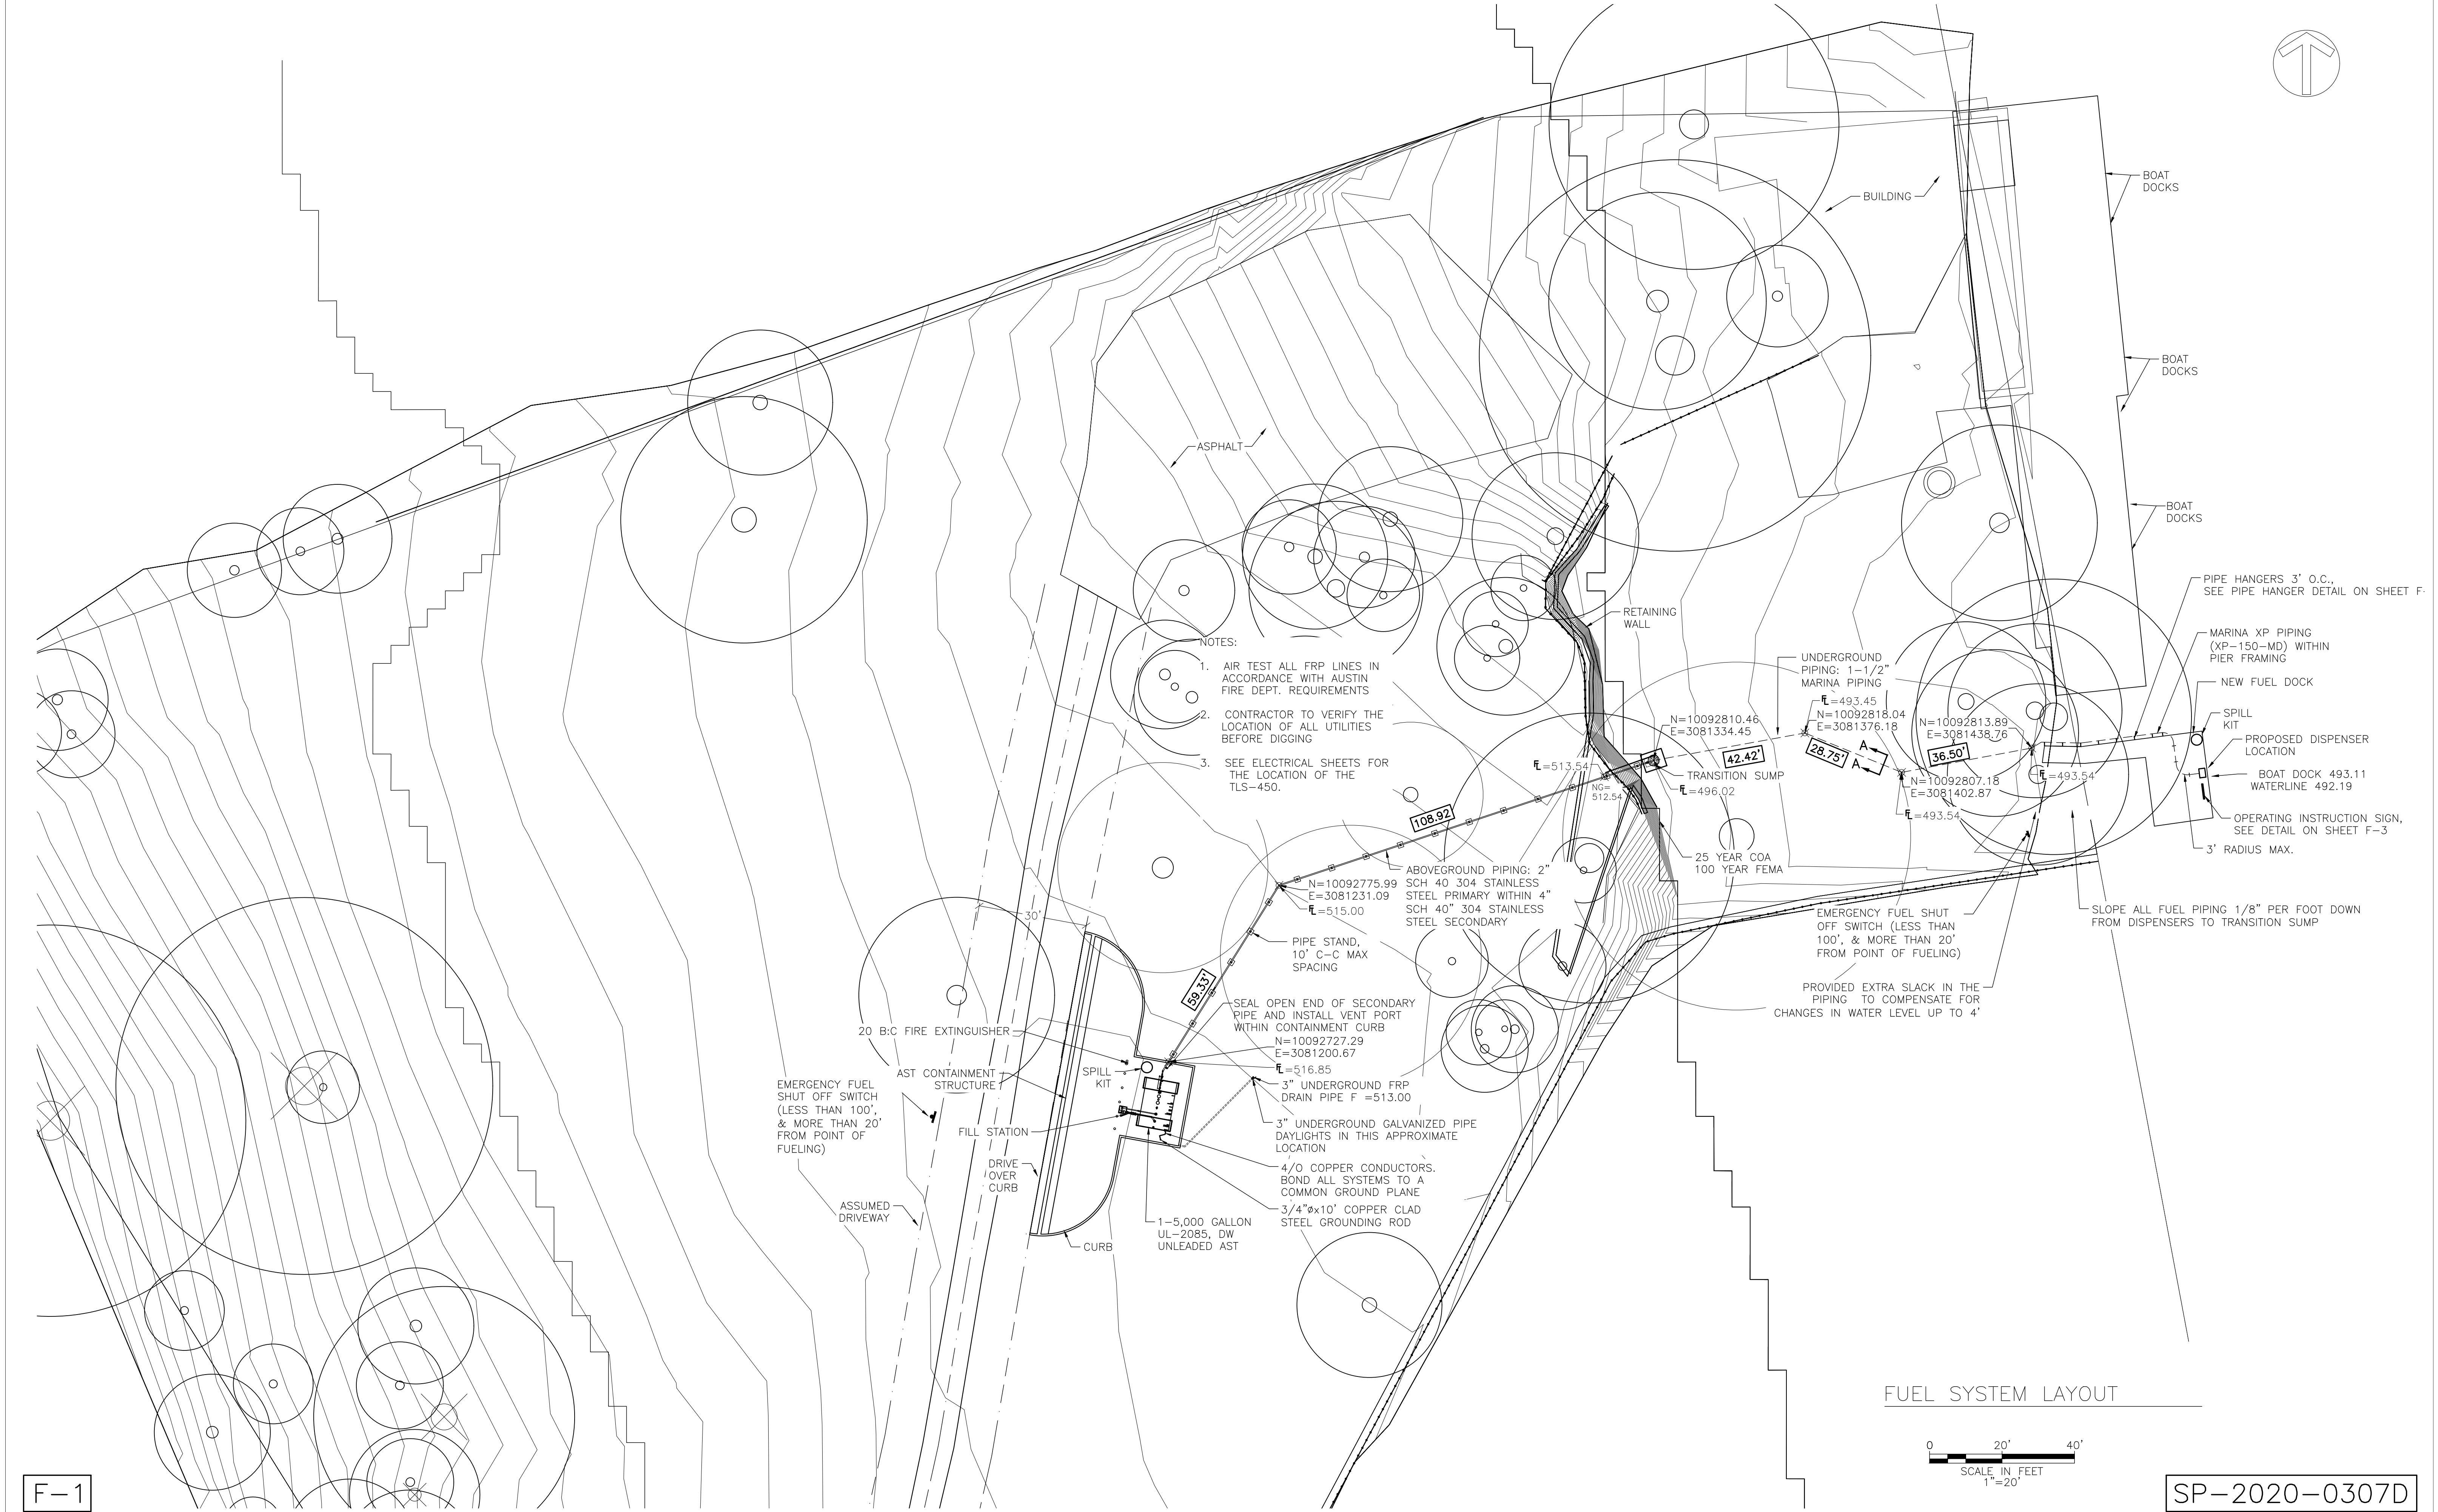 BOAT
DOCKS
BUILDING
BOAT
DOCKS
ASPHALT
BOAT
DOCKS
PIPE HANGERS 3' O.C.,
SEE PIPE HANGER DETAIL ON SHEET F-
RETAINING
WALL
MARINA XP PIPING
(XP-150-MD) WITHIN
PIER FRAMING
NOTES:
1. AIR TEST ALL FRP LINES IN
ACCORDANCE WITH AUSTIN
FIRE DEPT. REQUIREMENTS
2. CONTRACTOR TO VERIFY THE
LOCATION OF ALL UTILITIES
BEFORE DIGGING
3. SEE ELECTRICAL SHEETS FOR
THE LOCATION OF THE
TLS-450.
UNDERGROUND
PIPING: 1-1/2"
MARINA PIPING
NEW FUEL DOCK
FL=493.45
N=10092818.04
E=3081376.18
N=10092810.46
E=3081334.45
N=10092813.89
E=3081438.76
SPILL
KIT
PROPOSED DISPENSER
LOCATION
42.42'
28.75'
A
A
36.50'
FL=513.54
TRANSITION SUMP
FL=496.02
NG=
512.54
FL=493.54
N=10092807.18
E=3081402.87
FL=493.54
BOAT DOCK 493.11
WATERLINE 492.19
OPERATING INSTRUCTION SIGN,
SEE DETAIL ON SHEET F-3
3' RADIUS MAX.
108.92
25 YEAR COA
100 YEAR FEMA
ABOVEGROUND PIPING: 2"
SCH 40 304 STAINLESS
STEEL PRIMARY WITHIN 4"
SCH 40" 304 STAINLESS
STEEL SECONDARY
N=10092775.99
E=3081231.09
FL=515.00
30'
EMERGENCY FUEL SHUT
OFF SWITCH (LESS THAN
100', & MORE THAN 20'
FROM POINT OF FUELING)
SLOPE ALL FUEL PIPING 1/8" PER FOOT DOWN
FROM DISPENSERS TO TRANSITION SUMP
PIPE STAND,
10' C-C MAX
SPACING
59.33'
PROVIDED EXTRA SLACK IN THE
PIPING TO COMPENSATE FOR
CHANGES IN WATER LEVEL UP TO 4'
SEAL OPEN END OF SECONDARY
PIPE AND INSTALL VENT PORT
WITHIN CONTAINMENT CURB
N=10092727.29
E=3081200.67
FL=516.85
20 B:C FIRE EXTINGUISHER
AST CONTAINMENT
STRUCTURE
SPILL
KIT
3" UNDERGROUND FRP
DRAIN PIPE F =513.00
EMERGENCY FUEL
SHUT OFF SWITCH
(LESS THAN 100',
& MORE THAN 20'
FROM POINT OF
FUELING)
3" UNDERGROUND GALVANIZED PIPE
DAYLIGHTS IN THIS APPROXIMATE
LOCATION
FILL STATION
DRIVE
OVER
CURB
4/0 COPPER CONDUCTORS.
BOND ALL SYSTEMS TO A
COMMON GROUND PLANE
ASSUMED
DRIVEWAY
3/4"øx10' COPPER CLAD
STEEL GROUNDING ROD
1-5,000 GALLON
UL-2085, DW
UNLEADED AST
CURB
FUEL SYSTEM LAYOUT
0 20' 40'
SCALE IN FEET
1"=20'
F-1
SP-2020-0307D